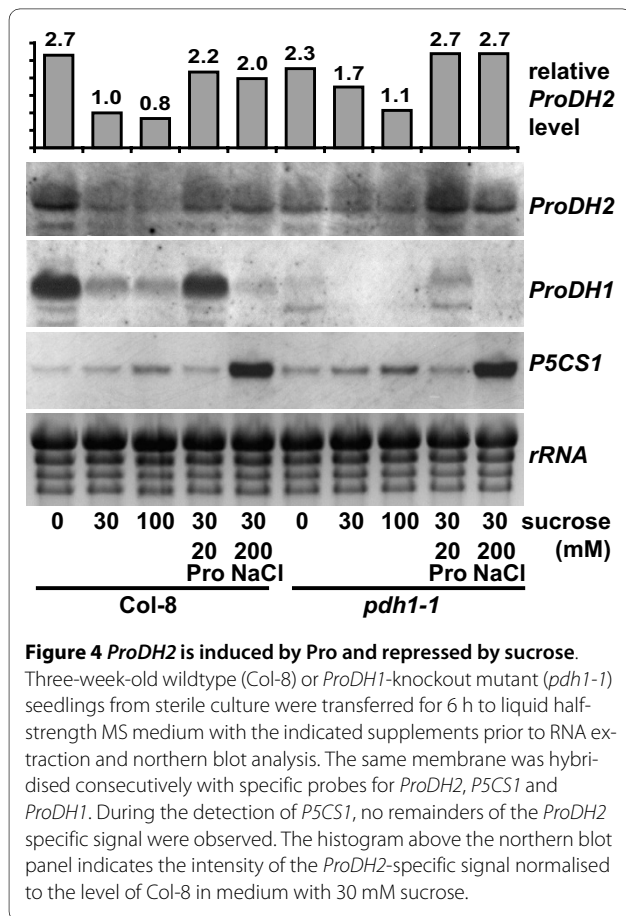 2.7 1.0 0.8 2.2 2.0 2.3 1.7 1.1 2.7 2.7
relative
ProDH2
level
ProDH2
ProDH1
P5CS1
rRNA
0 30 100 30 30 0 30 100 30 30 sucrose
20 200 20 200 (mM)
Pro NaCl Pro NaCl
Col-8 pdh1-1
Figure 4 ProDH2 is induced by Pro and repressed by sucrose.
Three-week-old wildtype (Col-8) or ProDH1-knockout mutant (pdh1-1)
seedlings from sterile culture were transferred for 6 h to liquid half-
strength MS medium with the indicated supplements prior to RNA ex-
traction and northern blot analysis. The same membrane was hybri-
dised consecutively with specific probes for ProDH2, P5CS1 and
ProDH1. During the detection of P5CS1, no remainders of the ProDH2
specific signal were observed. The histogram above the northern blot
panel indicates the intensity of the ProDH2-specific signal normalised
to the level of Col-8 in medium with 30 mM sucrose.